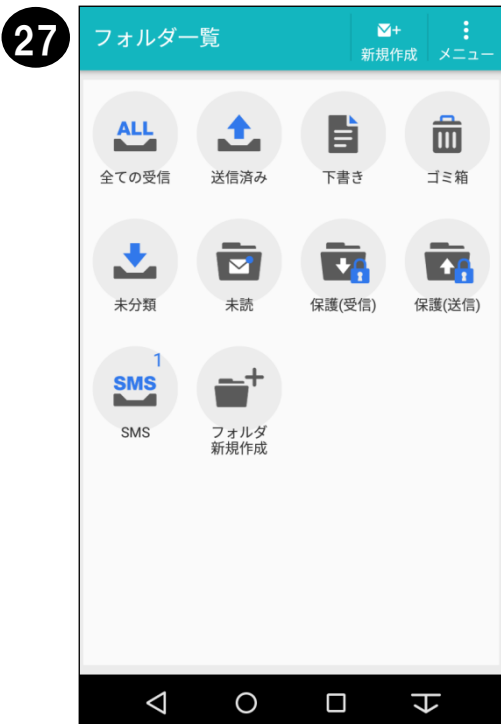 27
フォルダ一覧
新規作成
メニュー
ALL
全ての受信
送信済み
下書き
ゴミ箱
未分類
未読
保護(受信)
保護(送信)
1
SMS
SMS
フォルダ
新規作成